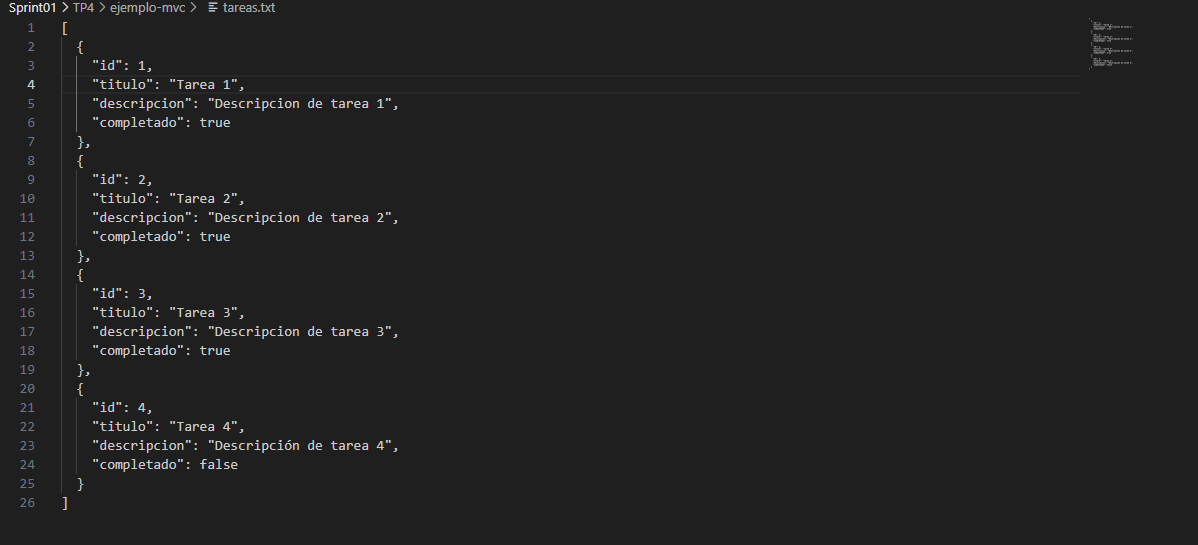 Sprint01 > TP4 > ejemplo-mvc > tareas.txt
1 [
2 {
3 "id": 1,
4 "titulo": "Tarea 1",
5 "descripcion": "Descripcion de tarea 1",
6 "completado": true
7 },
8 {
9 "id": 2,
10 "titulo": "Tarea 2",
11 "descripcion": "Descripcion de tarea 2",
12 "completado": true
13 },
14 {
15 "id": 3,
16 "titulo": "Tarea 3",
17 "descripcion": "Descripcion de tarea 3",
18 "completado": true
19 },
20 {
21 "id": 4,
22 "titulo": "Tarea 4",
23 "descripcion": "Descripción de tarea 4",
24 "completado": false
25 }
26 ]